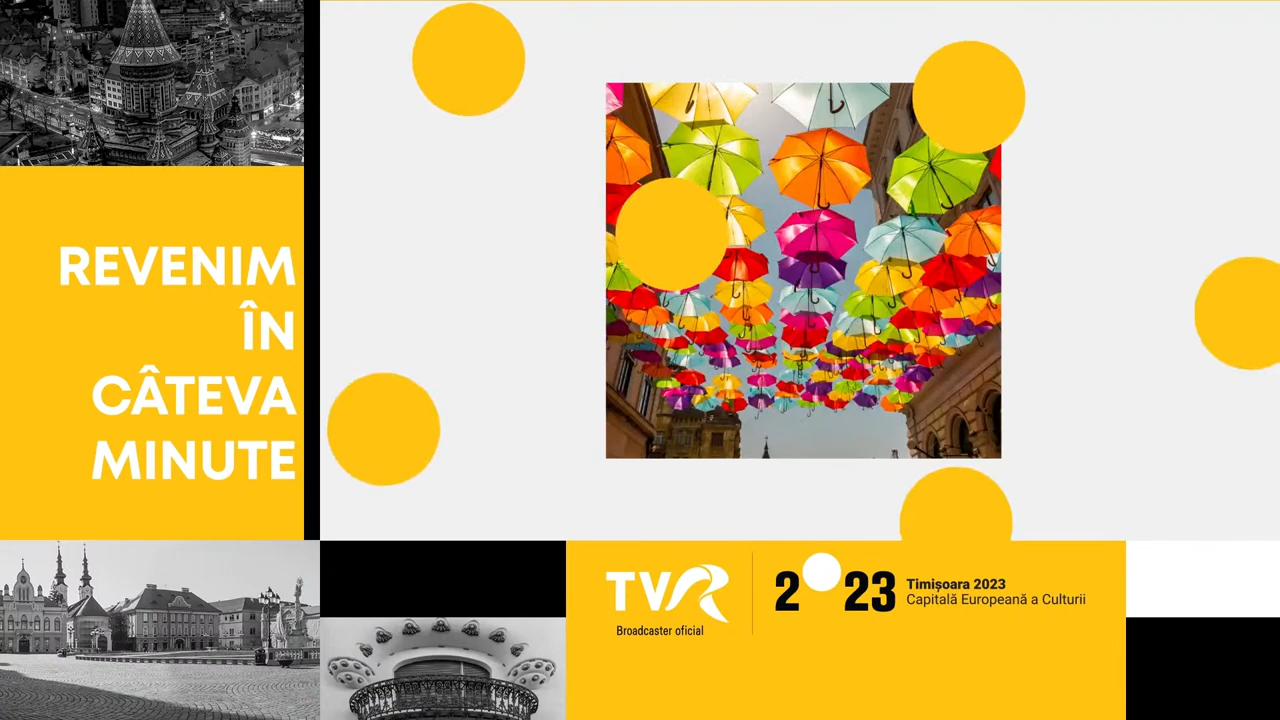 REVENIM
ÎN
CÂTEVA
MINUTE
TVR
Broadcaster oficial
2023
Timișoara 2023
Capitală Europeană a Culturii